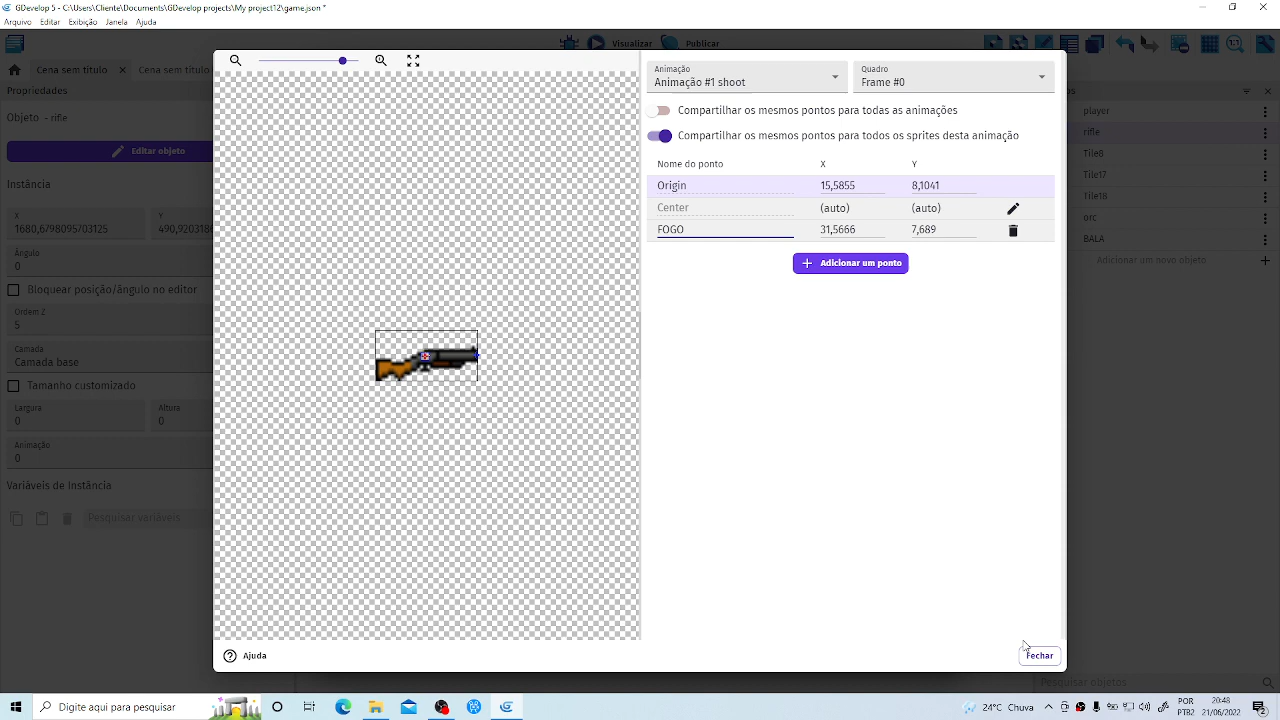 GDevelop 5 - C:\Users\Cliente\Documents\GDevelop projects\My project12\game.json *
Arquivo Editar Exibição Janela Ajuda
Visualizar Publicar
Cena sem título × Cena sem título
Propriedades
Objeto - rifle
Editar objeto
Instância
X
1680,6798095703125
Y
490,9203186
Ângulo
0
Bloquear posição/ângulo no editor
Ordem Z
5
Camada
Camada base
Tamanho customizado
Largura
0
Altura
0
Animação
0
Variáveis de Instância
Pesquisar variáveis
Animação
Animação #1 shoot
Quadro
Frame #0
Compartilhar os mesmos pontos para todas as animações
Compartilhar os mesmos pontos para todos os sprites desta animação
Nome do ponto X Y
Origin 15,5855 8,1041
Center (auto) (auto)
FOGO 31,5666 7,689
+ Adicionar um ponto
Ajuda
Fechar
os
player
rifle
Tile8
Tile17
Tile18
orc
BALA
Adicionar um novo objeto
Pesquisar objetos
Digite aqui para pesquisar
24°C Chuva
POR
PTB2
20:48
21/06/2022
2